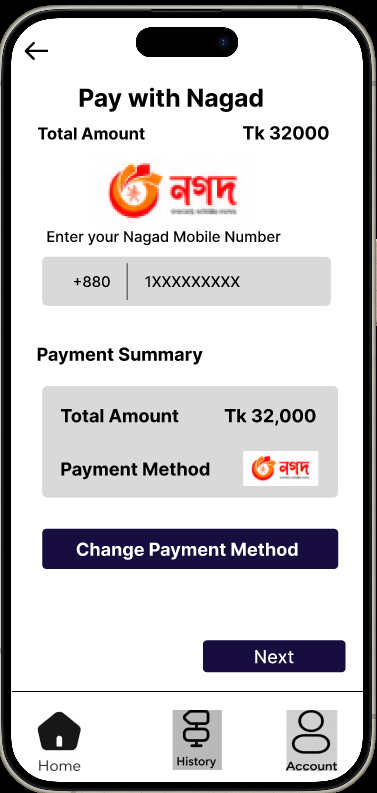 Pay with Nagad
Total Amount Tk 32000
নগদ
Enter your Nagad Mobile Number
+880 1XXXXXXXXX
Payment Summary
Total Amount Tk 32,000
Payment Method নগদ
Change Payment Method
Next
Home History Account